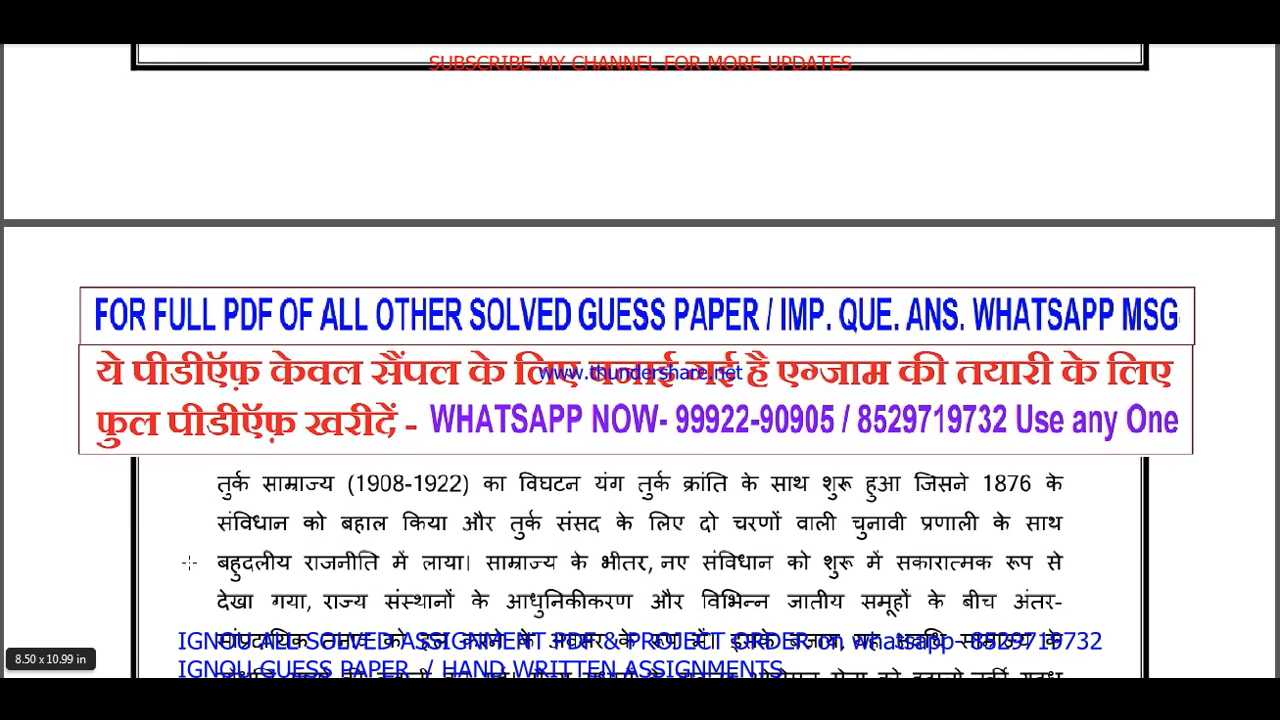 SUBSCRIBE MY CHANNEL FOR MORE UPDATES
FOR FULL PDF OF ALL OTHER SOLVED GUESS PAPER / IMP. QUE. ANS. WHATSAPP MSG
ये पीडीऍफ़ केवल सैंपल के लिए है एग्जाम की तयारी के लिए
www.thundershare.net
फुल पीडीऍफ़ खरीदें - WHATSAPP NOW- 99922-90905 / 8529719732 Use any One
तुर्क साम्राज्य (1908-1922) का विघटन यंग तुर्क क्रांति के साथ शुरू हुआ जिसने 1876 के
संविधान को बहाल किया और तुर्क संसद के लिए दो चरणों वाली चुनावी प्रणाली के साथ
बहुदलीय राजनीति में लाया। साम्राज्य के भीतर, नए संविधान को शुरू में सकारात्मक रूप से
देखा गया, राज्य संस्थानों के आधुनिकीकरण और विभिन्न जातीय समूहों के बीच अंतर-
IGNOU ALL SOLVED ASSIGNMENT PDF & PROJECT ORDER on whatsapp- 8529719732
8.50 x 10.99 in
IGNOU GUESS PAPER / HAND WRITTEN ASSIGNMENTS